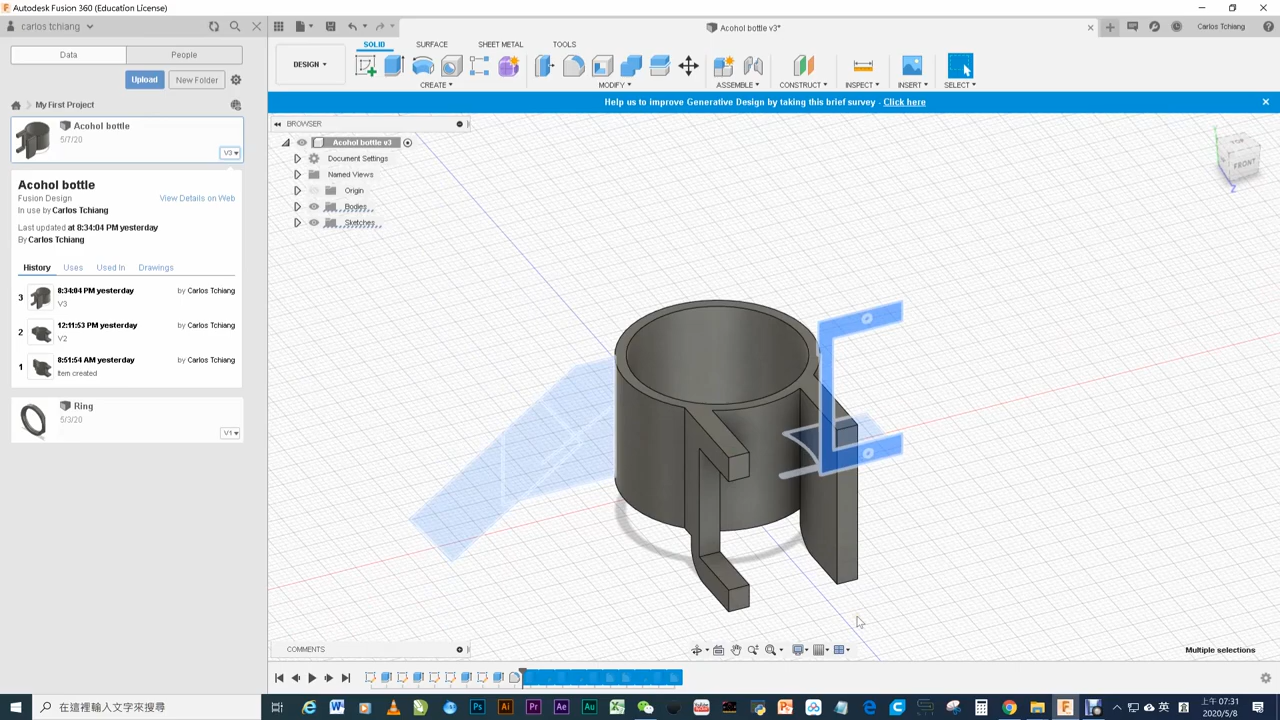 Autodesk Fusion 360 (Education License)
carlos tchiang
Acohol bottle v3*
Carlos Tchiang
Data
People
SOLID
SURFACE
SHEET METAL
TOOLS
DESIGN
Upload
New Folder
CREATE
MODIFY
ASSEMBLE
CONSTRUCT
INSPECT
INSERT
SELECT
My First Project
Help us to improve Generative Design by taking this brief survey - Click here
Acohol bottle
5/7/20
V3
BROWSER
Acohol bottle v3
Document Settings
Named Views
Origin
Bodies
Sketches
FRONT
Z
Acohol bottle
Fusion Design
View Details on Web
In use by Carlos Tchiang
Last updated at 8:34:04 PM yesterday
By Carlos Tchiang
History
Uses
Used In
Drawings
3
8:34:04 PM yesterday
by Carlos Tchiang
V3
2
12:11:53 PM yesterday
by Carlos Tchiang
V2
1
8:51:54 AM yesterday
by Carlos Tchiang
Item created
Ring
5/3/20
V1
COMMENTS
Multiple selections
在這裡輸入文字來搜尋
Ps
Ai
Pr
Ae
Au
上午 07:31
2020/5/8